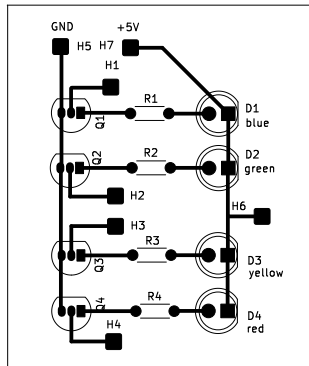 GND
+5V
H5
H7
H1
R1
D1
blue
Q1
Q2
R2
D2
green
H2
H6
H3
R3
D3
yellow
Q3
Q4
R4
D4
red
H4